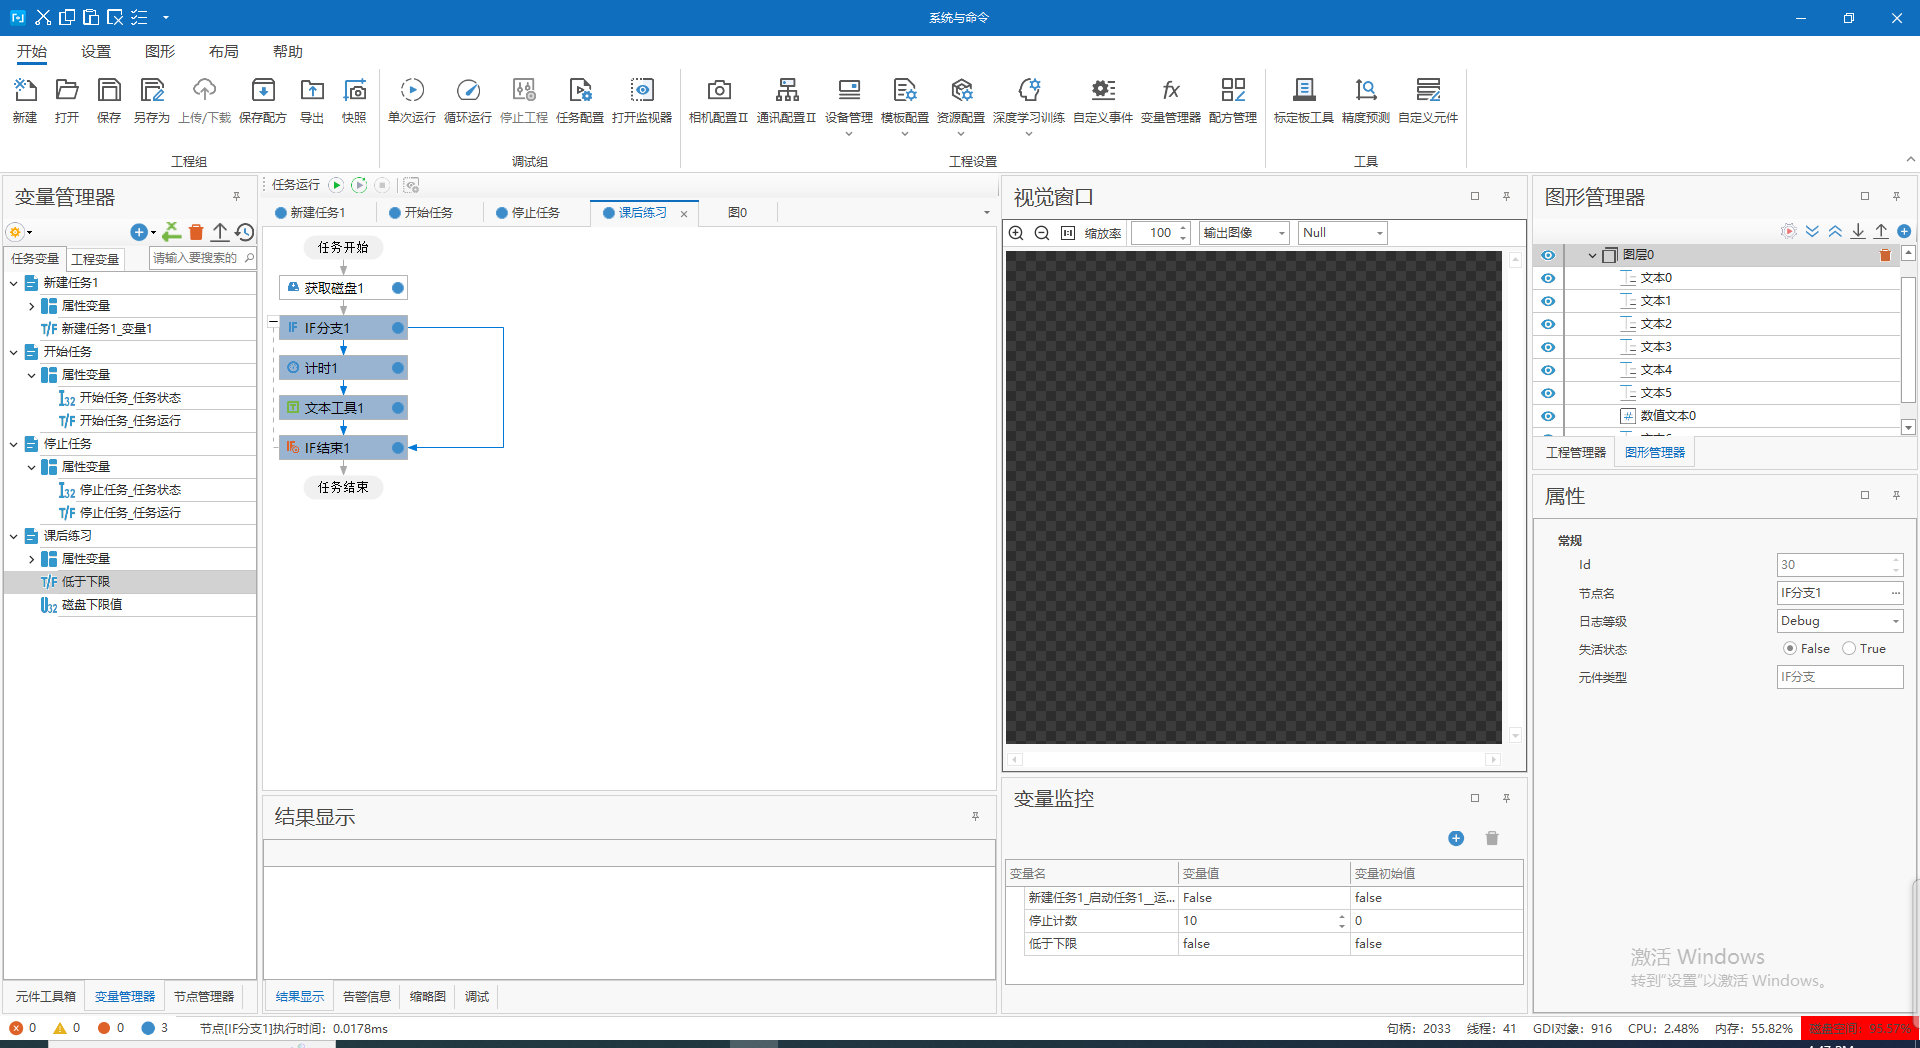 系统与命令
开始 设置 图形 布局 帮助
新建 打开 保存 另存为 上传/下载 保存配方 导出 快照 单次运行 循环运行 停止工程 任务配置 打开监视器 相机配置II 通讯配置II 设备管理 模板配置 资源配置 深度学习训练 自定义事件 变量管理器 配方管理 标定板工具 精度预测 自定义元件
工程组 调试组 工程设置 工具
变量管理器
任务变量 工程变量 请输入要搜索的
新建任务1
属性变量
T/F 新建任务1_变量1
开始任务
属性变量
I32 开始任务_任务状态
T/F 开始任务_任务运行
停止任务
属性变量
I32 停止任务_任务状态
T/F 停止任务_任务运行
课后练习
属性变量
T/F 低于下限
U32 磁盘下限值
元件工具箱 变量管理器 节点管理器
任务运行
新建任务1 开始任务 停止任务 课后练习 图0
任务开始
获取磁盘1
IF IF分支1
计时1
文本工具1
IF结束1
任务结束
结果显示
结果显示 告警信息 缩略图 调试
视觉窗口
缩放率 100 输出图像 Null
变量监控
变量名 变量值 变量初始值
新建任务1_启动任务1__运... False false
停止计数 10 0
低于下限 false false
图形管理器
图层0
文本0
文本1
文本2
文本3
文本4
文本5
# 数值文本0
工程管理器 图形管理器
属性
常规
Id 30
节点名 IF分支1 ...
日志等级 Debug
失活状态 False True
元件类型 IF分支
激活 Windows
转到"设置"以激活 Windows。
0 0 0 3 节点[IF分支1]执行时间：0.0178ms
句柄：2033 线程：41 GDI对象：916 CPU：2.48% 内存：55.82%